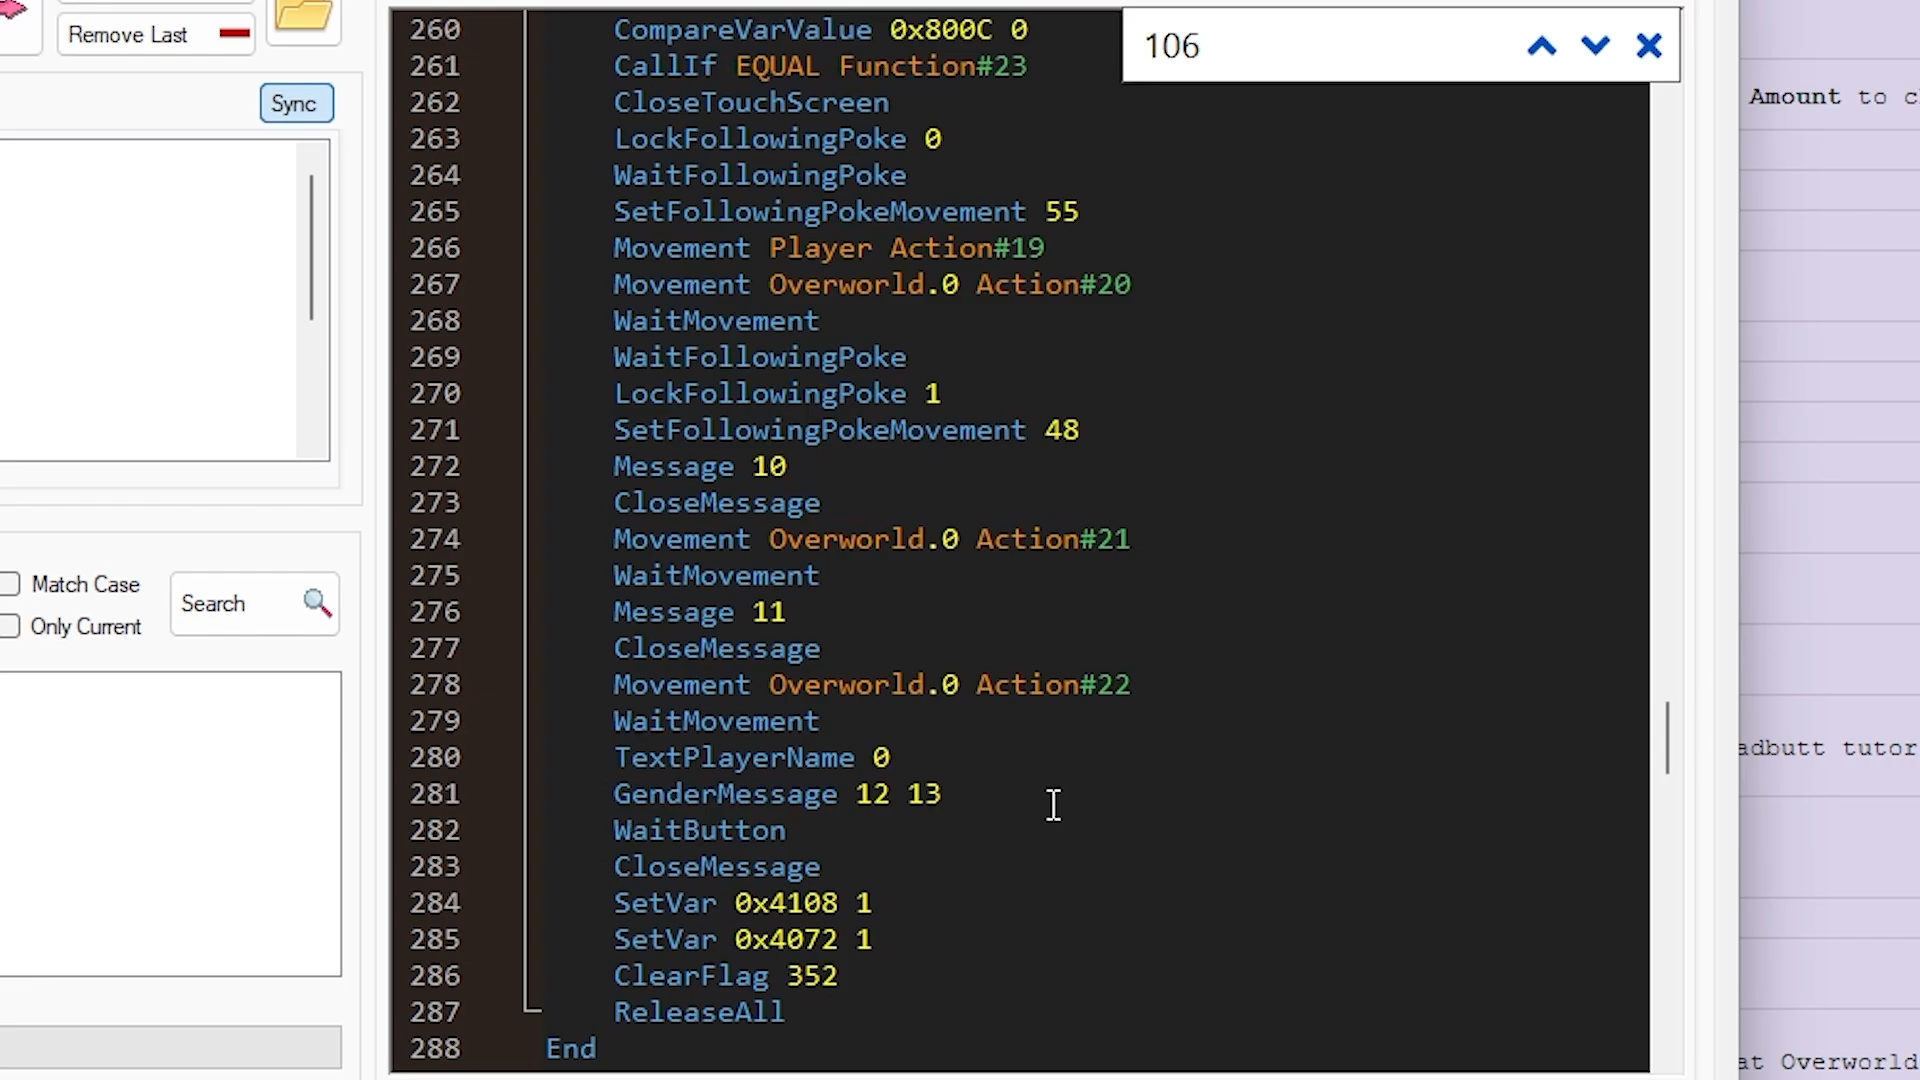 Remove Last
Sync
Match Case
Search
Only Current
106
260 CompareVarValue 0x800C 0
261 CallIf EQUAL Function#23
262 CloseTouchScreen
263 LockFollowingPoke 0
264 WaitFollowingPoke
265 SetFollowingPokeMovement 55
266 Movement Player Action#19
267 Movement Overworld.0 Action#20
268 WaitMovement
269 WaitFollowingPoke
270 LockFollowingPoke 1
271 SetFollowingPokeMovement 48
272 Message 10
273 CloseMessage
274 Movement Overworld.0 Action#21
275 WaitMovement
276 Message 11
277 CloseMessage
278 Movement Overworld.0 Action#22
279 WaitMovement
280 TextPlayerName 0
281 GenderMessage 12 13
282 WaitButton
283 CloseMessage
284 SetVar 0x4108 1
285 SetVar 0x4072 1
286 ClearFlag 352
287 ReleaseAll
288 End
Amount to c
adbutt tutor
at Overworld